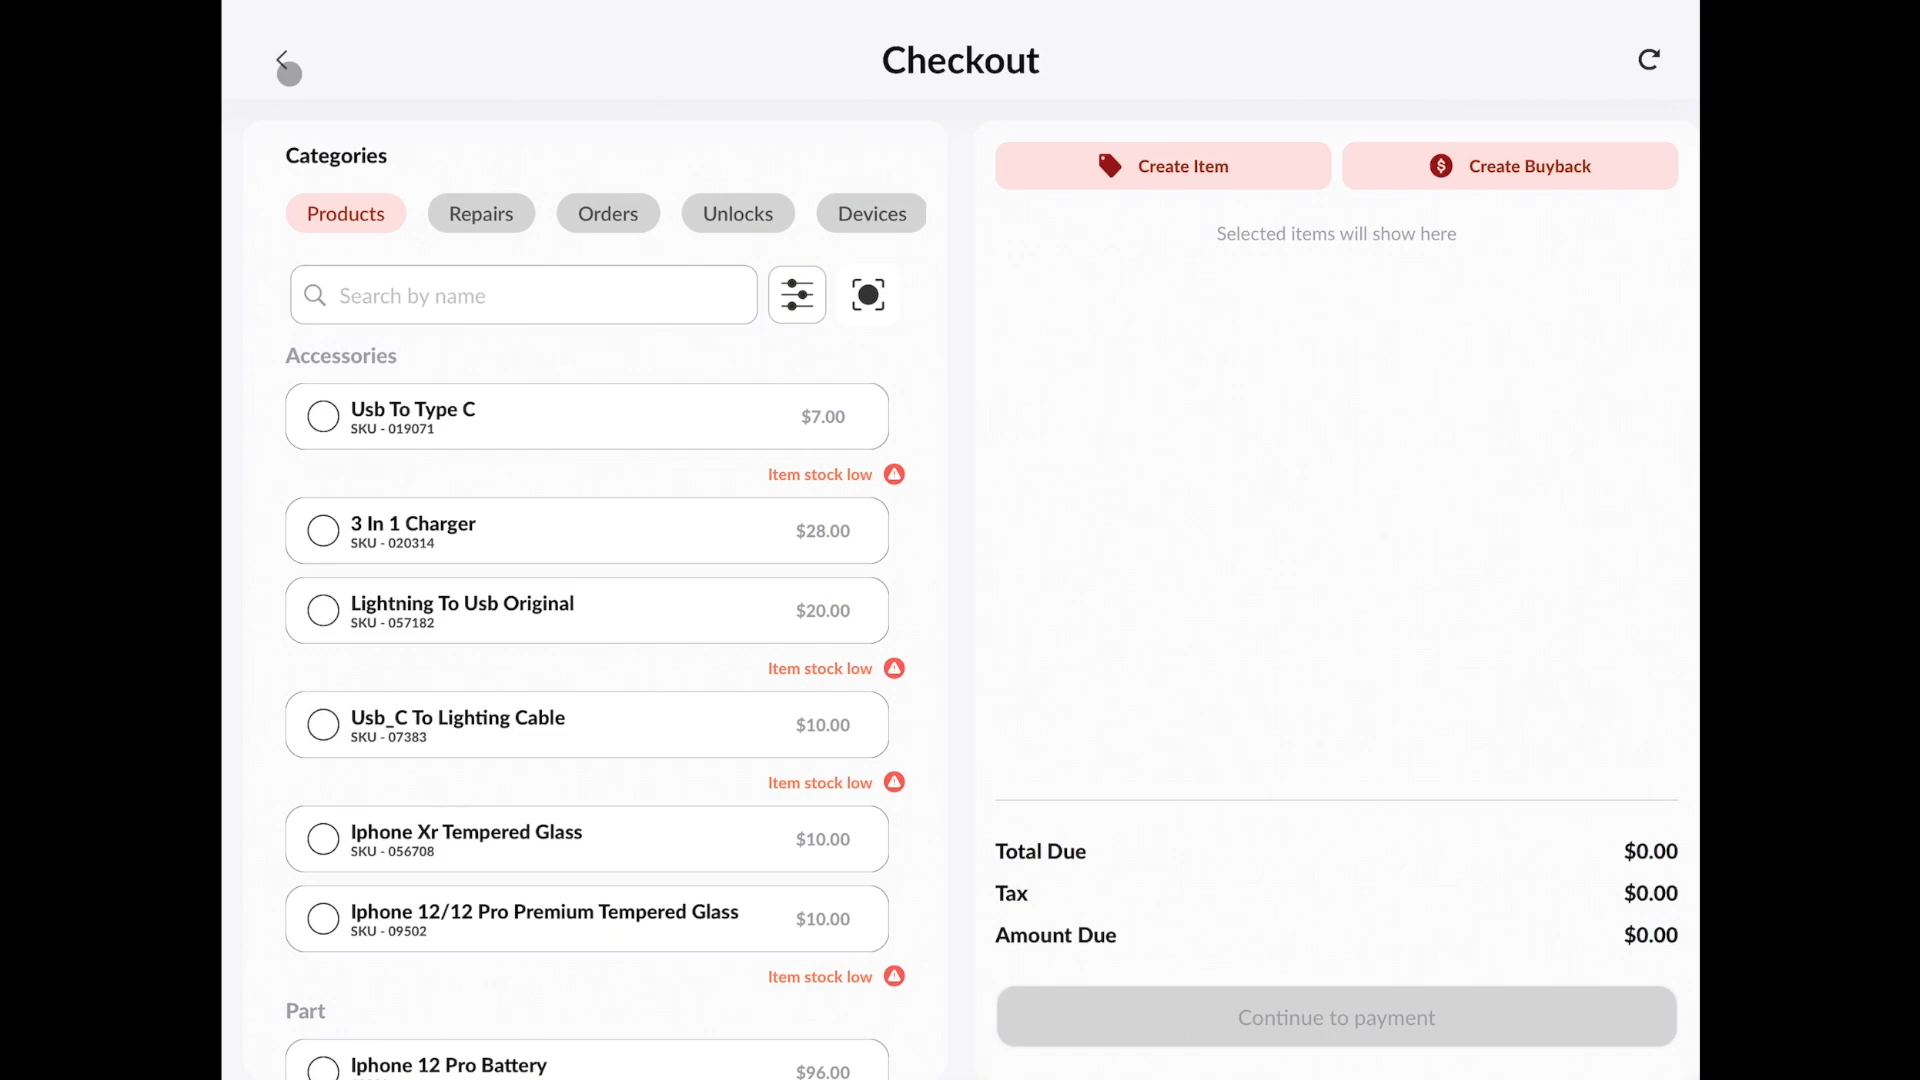 Checkout
Categories
Products
Repairs
Orders
Unlocks
Devices
Search by name
Accessories
Usb To Type C
SKU - 019071
$7.00
Item stock low
3 In 1 Charger
SKU - 020314
$28.00
Lightning To Usb Original
SKU - 057182
$20.00
Item stock low
Usb_C To Lighting Cable
SKU - 07383
$10.00
Item stock low
Iphone Xr Tempered Glass
SKU - 056708
$10.00
Iphone 12/12 Pro Premium Tempered Glass
SKU - 09502
$10.00
Item stock low
Part
Iphone 12 Pro Battery
$96.00
Create Item
Create Buyback
Selected items will show here
Total Due
$0.00
Tax
$0.00
Amount Due
$0.00
Continue to payment